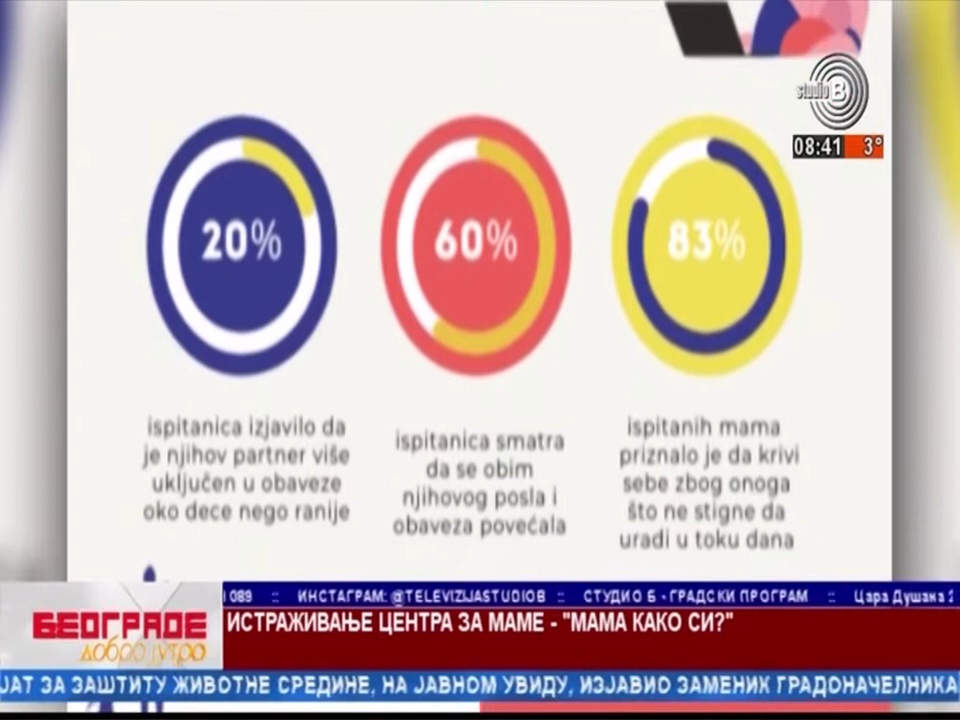 studio B
08:41 3°
20%
60%
83%
ispitanica izjavilo da
je njihov partner više
uključen u obaveze
oko dece nego ranije
ispitanica smatra
da se obim
njihovog posla i
obaveza povećala
ispitanih mama
priznalo je da krivi
sebe zbog onoga
što ne stigne da
uradi u toku dana
089 :: ИНСТАГРАМ: @TELEVIZIJASTUDIOB :: СТУДИО Б - ГРАДСКИ ПРОГРАМ :: Цара Душана
БЕОГРАДЕ
добро јутро
ИСТРАЖИВАЊЕ ЦЕНТРА ЗА МАМЕ - "МАМА КАКО СИ?"
ЈАТ ЗА ЗАШТИТУ ЖИВОТНЕ СРЕДИНЕ, НА ЈАВНОМ УВИДУ, ИЗЈАВИО ЗАМЕНИК ГРАДОНАЧЕЛНИКА